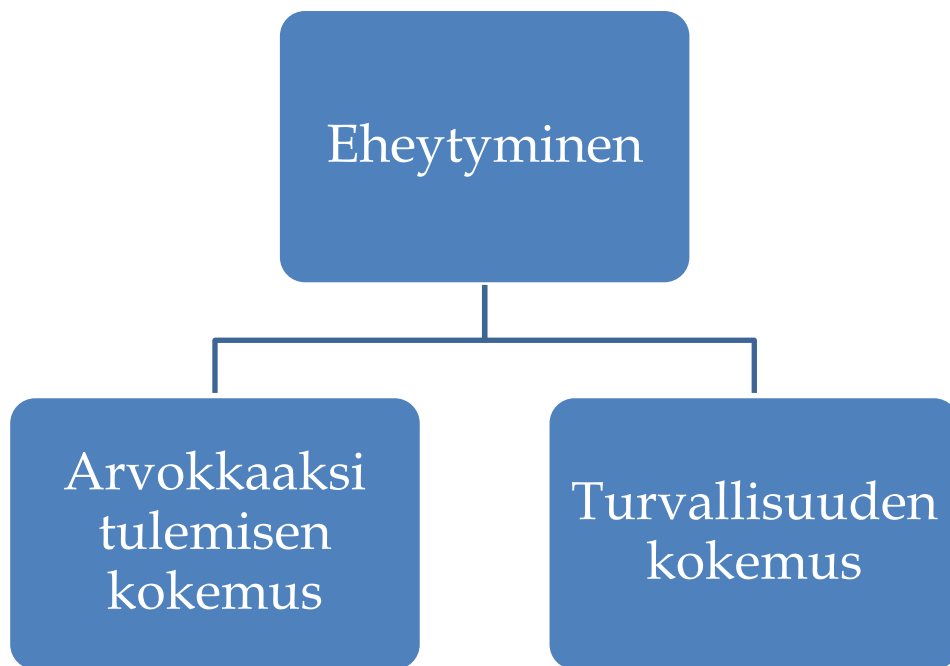 Eheytyminen
Arvokkaaksi
tulemisen
kokemus
Turvallisuuden
kokemus